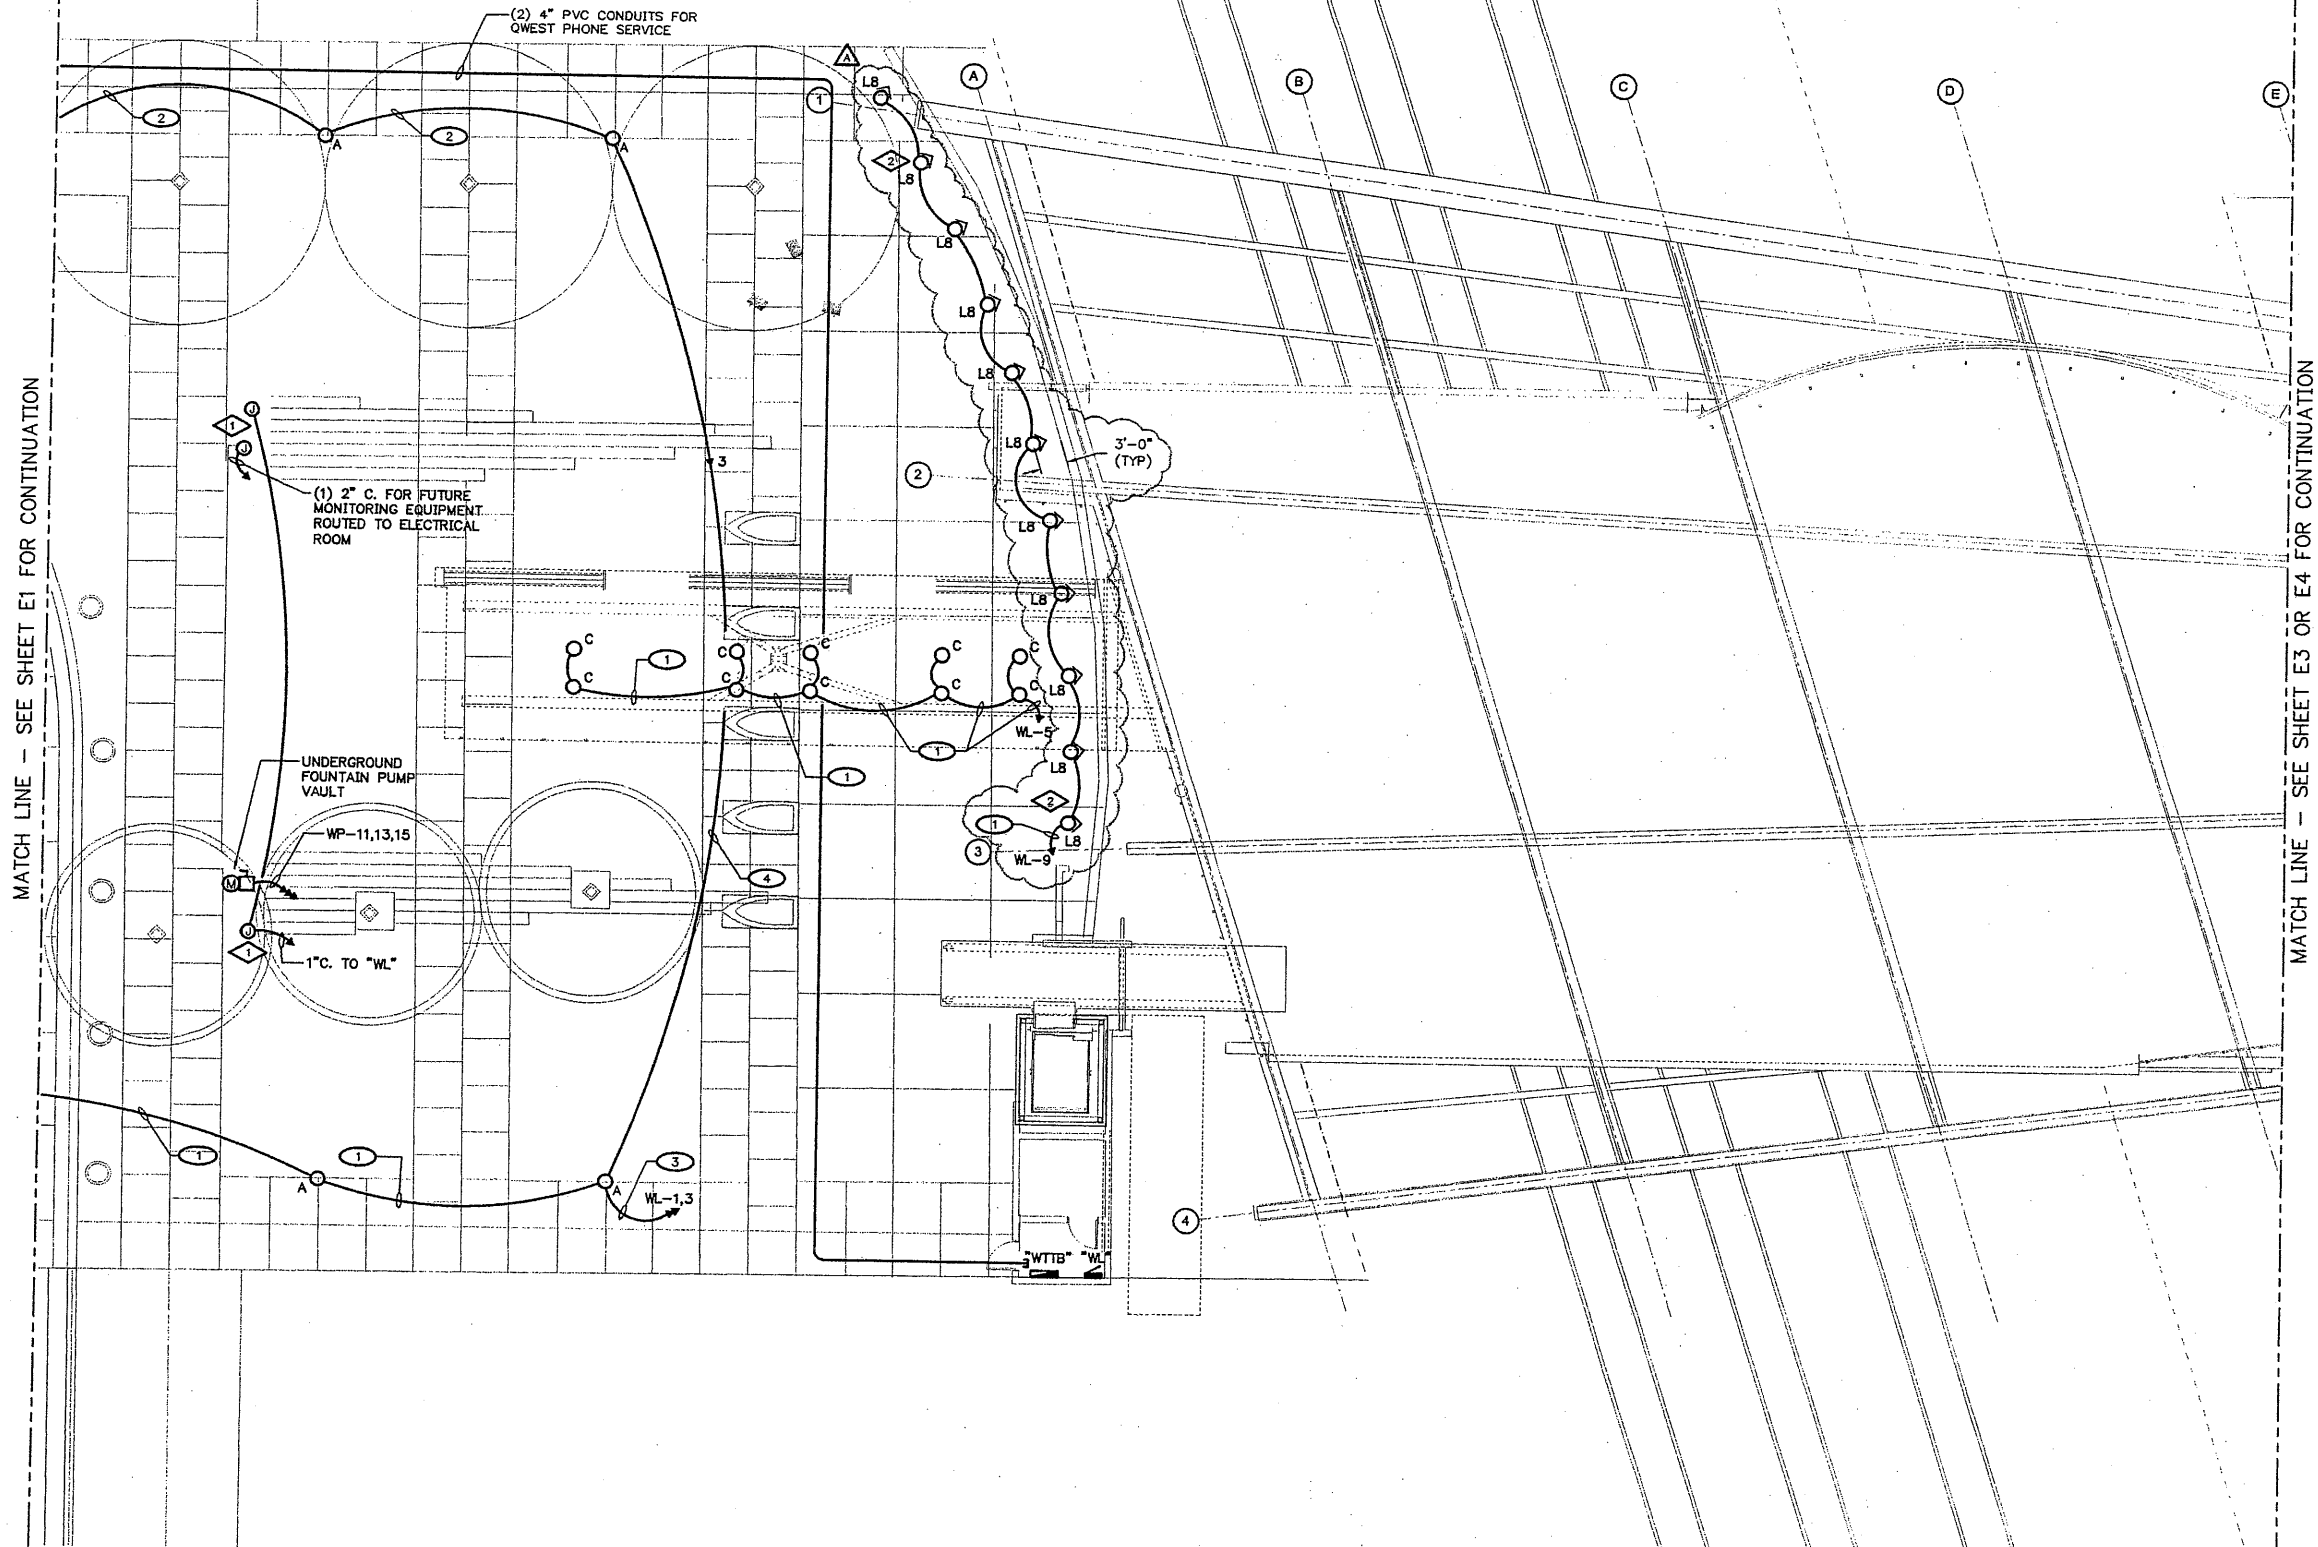 (2) 4" PVC CONDUITS FOR
QWEST PHONE SERVICE
A
L8
A
B
C
D
E
1
2
2
A
A
2
L8
L8
L8
L8
1
J
J
3
L8
3'-0"
(TYP)
2
(1) 2" C. FOR FUTURE
MONITORING EQUIPMENT
ROUTED TO ELECTRICAL
ROOM
L8
L8
MATCH LINE - SEE SHEET E1 FOR CONTINUATION
MATCH LINE - SEE SHEET E3 OR E4 FOR CONTINUATION
C
C
C
C
C
1
C
C
C
C
C
L8
WL-5
1
1
L8
UNDERGROUND
FOUNTAIN PUMP
VAULT
2
WP-11,13,15
1
L8
3
WL-9
M
4
J
1
1"C. TO "WL"
1
1
3
A
A
WL-1,3
4
"WTTB" "WL"